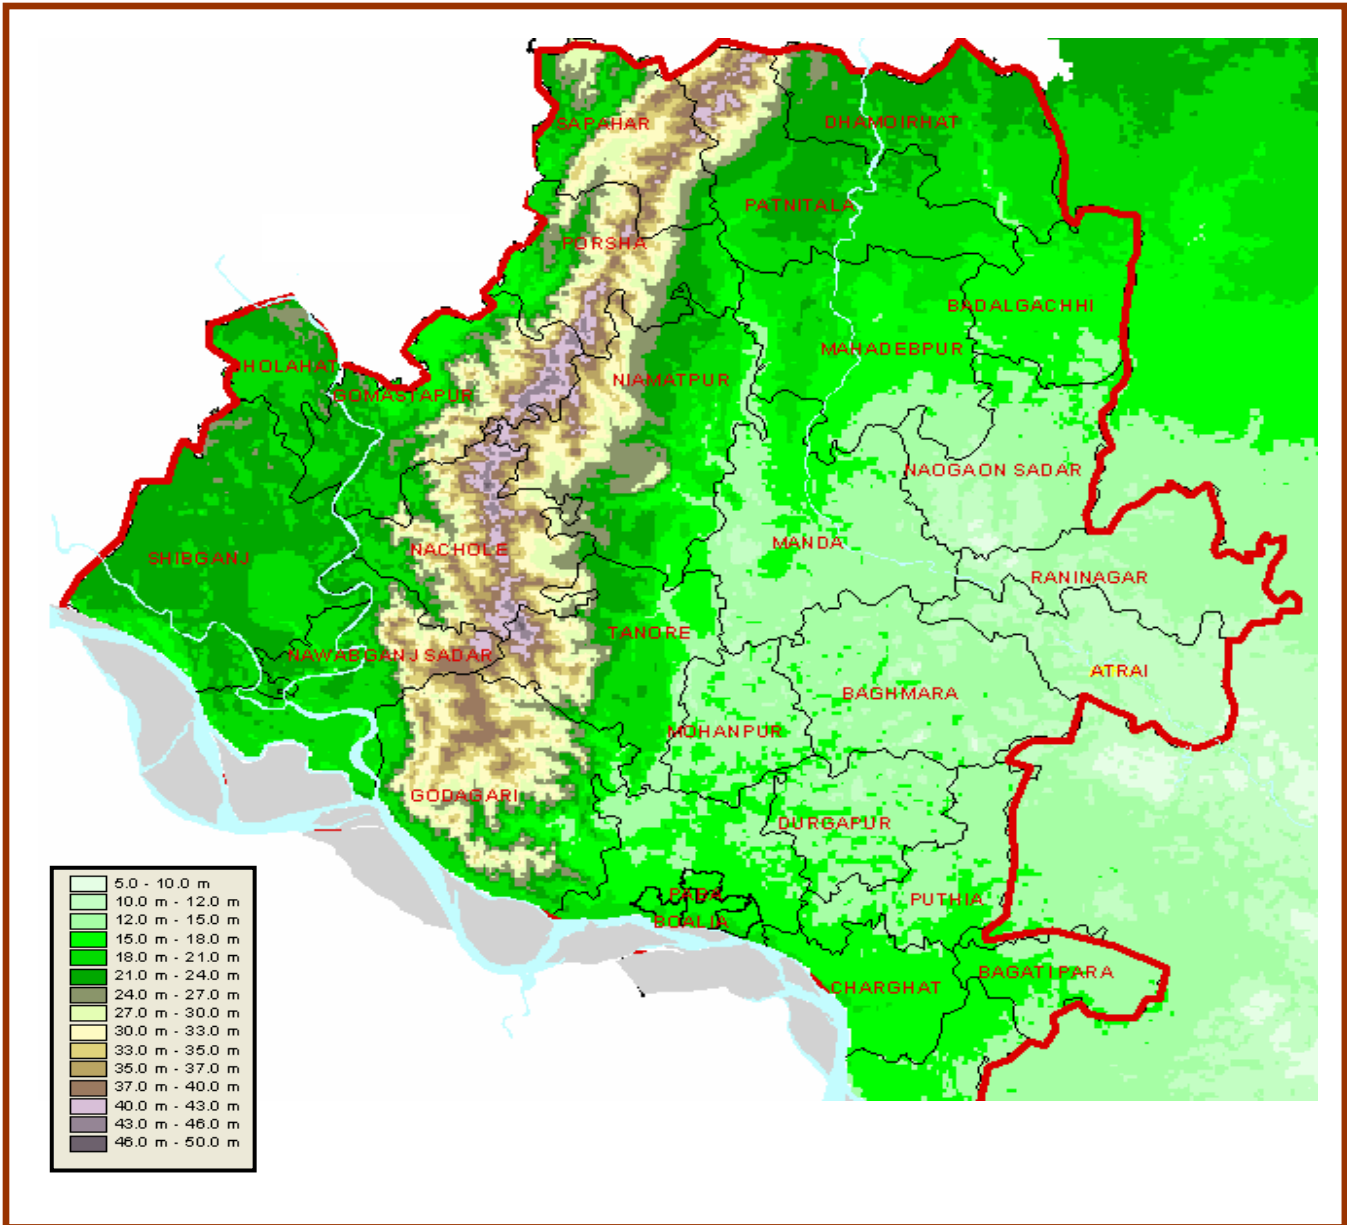 SAPAHAR
DHAMOIRHAT
PATNITALA
PORSHA
BADALGACHHI
MAHADEBPUR
HOLAHAT
GOMASTAPUR
NIAMATPUR
NAOGAON SADAR
MANDA
NACHOLE
SHIBGANJ
RANINAGAR
TANORE
NAWABGANJ SADAR
ATRAI
BAGHMARA
MOHANPUR
GODAGARI
DURGAPUR
PABA
PUTHIA
BOALIA
BAGATIPARA
CHARGHAT
5.0 - 10.0 m
10.0 m - 12.0 m
12.0 m - 15.0 m
15.0 m - 18.0 m
18.0 m - 21.0 m
21.0 m - 24.0 m
24.0 m - 27.0 m
27.0 m - 30.0 m
30.0 m - 33.0 m
33.0 m - 35.0 m
35.0 m - 37.0 m
37.0 m - 40.0 m
40.0 m - 43.0 m
43.0 m - 46.0 m
46.0 m - 50.0 m